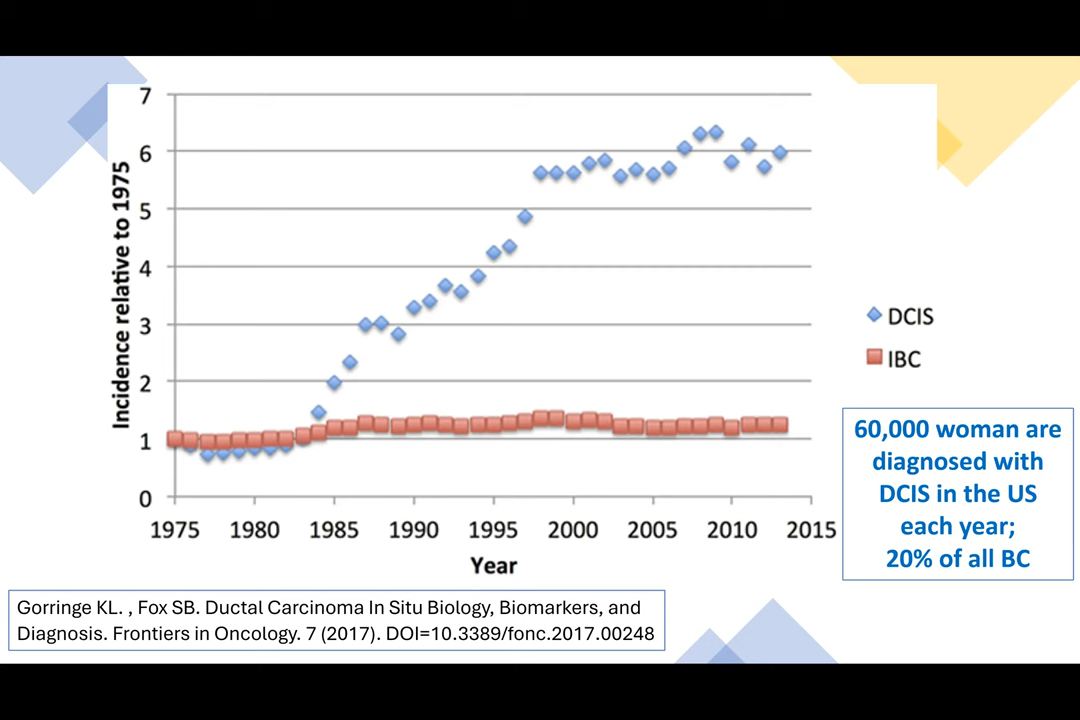 7
6
5
4
3
2
1
0
Incidence relative to 1975
1975 1980 1985 1990 1995 2000 2005 2010 2015
Year
DCIS
IBC
60,000 woman are
diagnosed with
DCIS in the US
each year;
20% of all BC
Gorringe KL. , Fox SB. Ductal Carcinoma In Situ Biology, Biomarkers, and
Diagnosis. Frontiers in Oncology. 7 (2017). DOI=10.3389/fonc.2017.00248